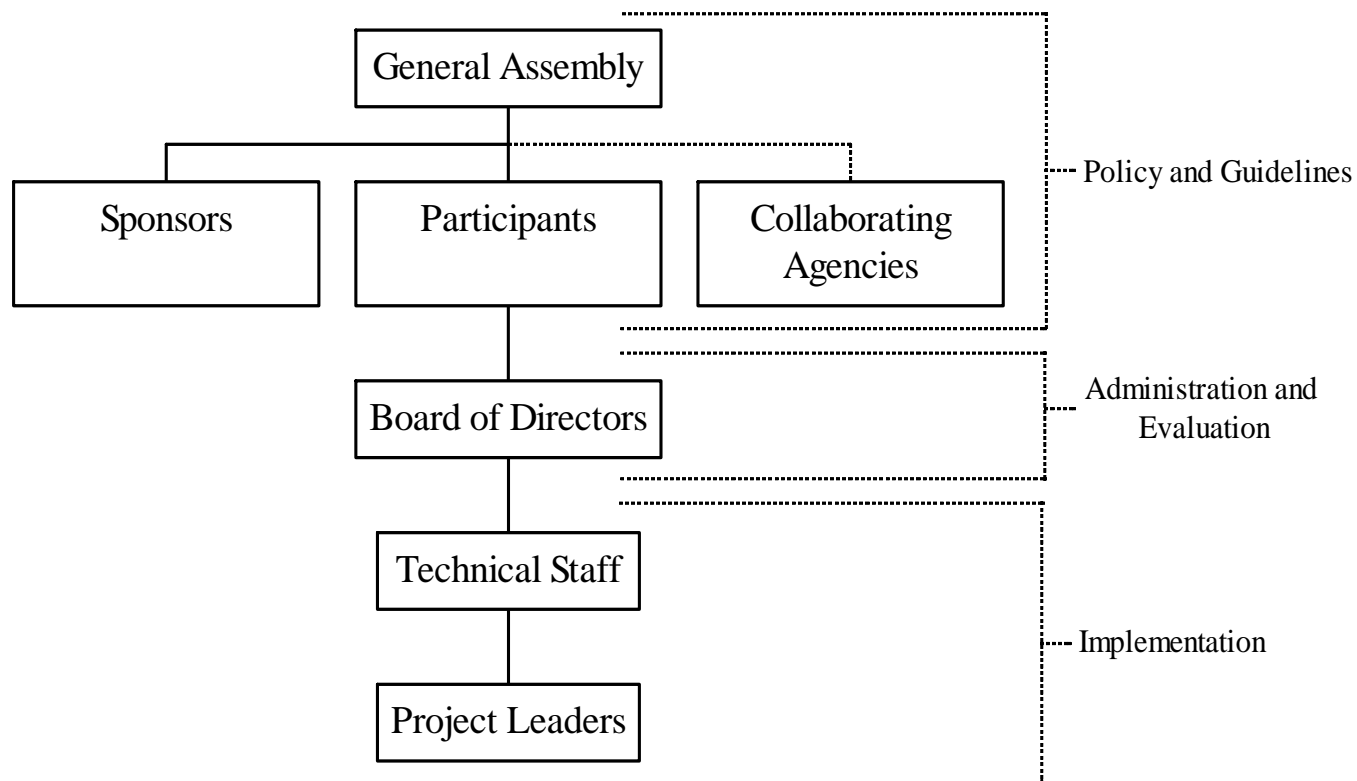 General Assembly
Sponsors
Participants
Collaborating
Agencies
Policy and Guidelines
Board of Directors
Administration and
Evaluation
Technical Staff
Implementation
Project Leaders